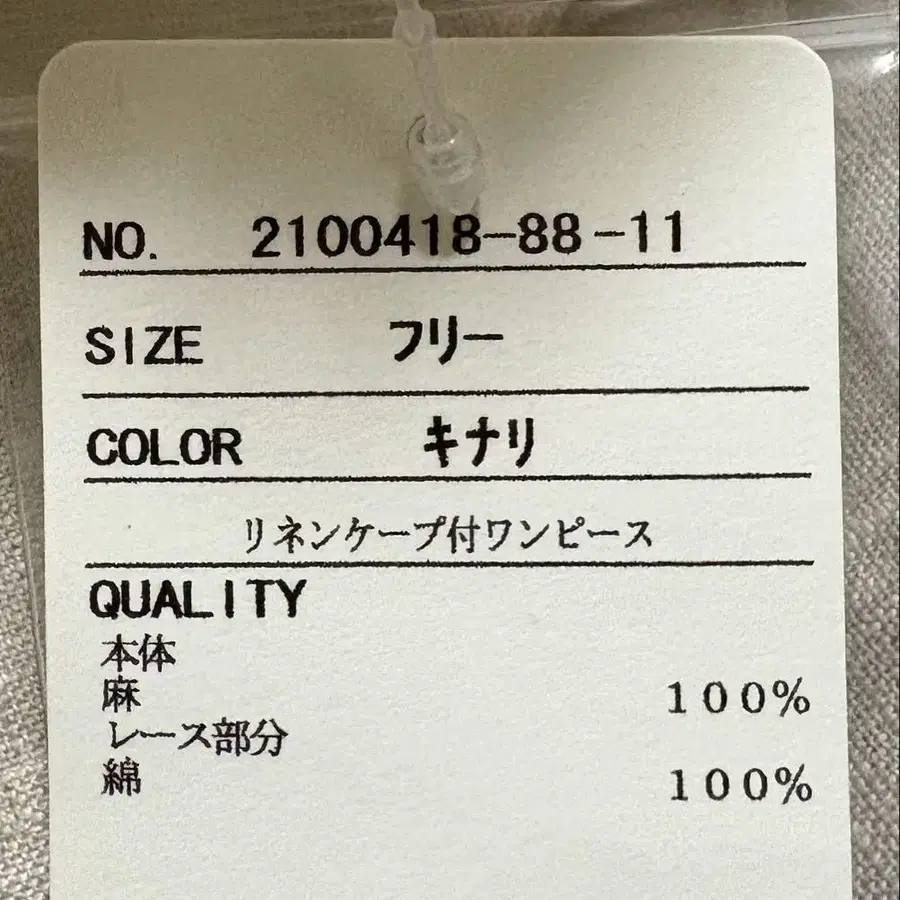 NO. 2100418-88-11
SIZE フリー
COLOR キナリ
リネンケープ付ワンピース
QUALITY
本体
麻 100%
レース部分
綿 100%